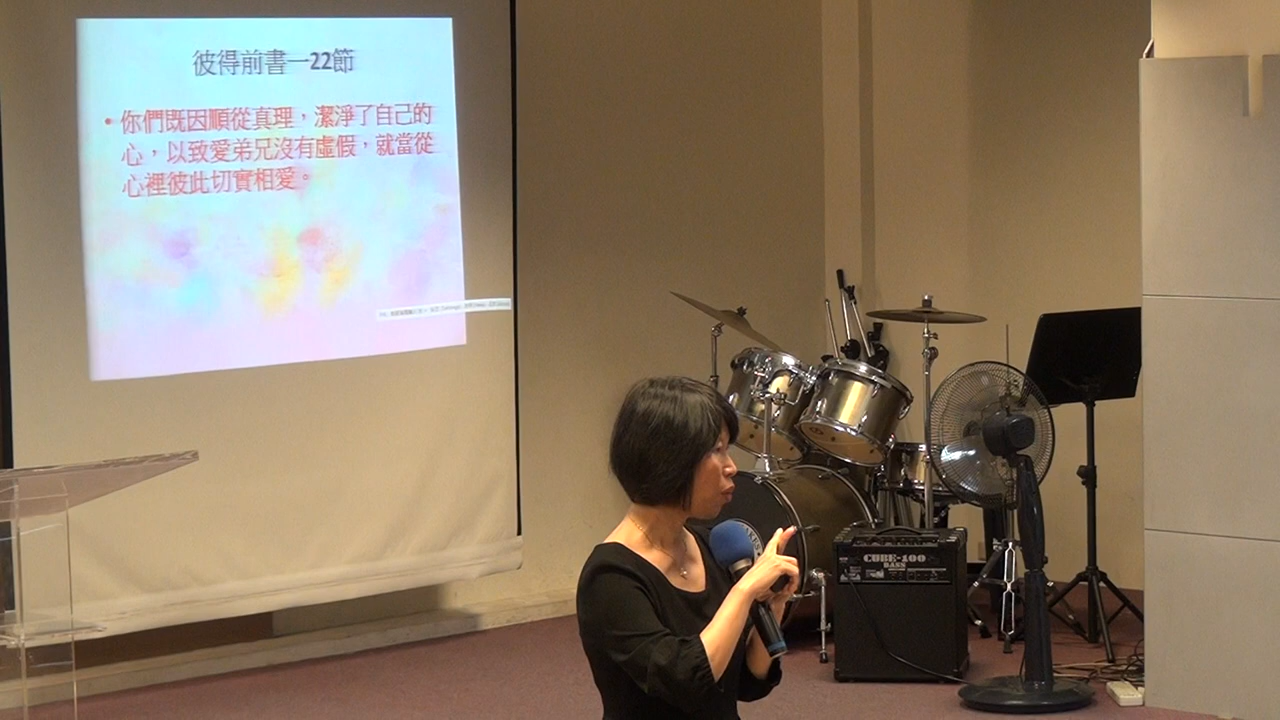 彼得前書一22節
• 你們既因順從真理，潔淨了自己的
心，以致愛弟兄沒有虛假，就當從
心裡彼此切實相愛。
CUBE-100
BASS